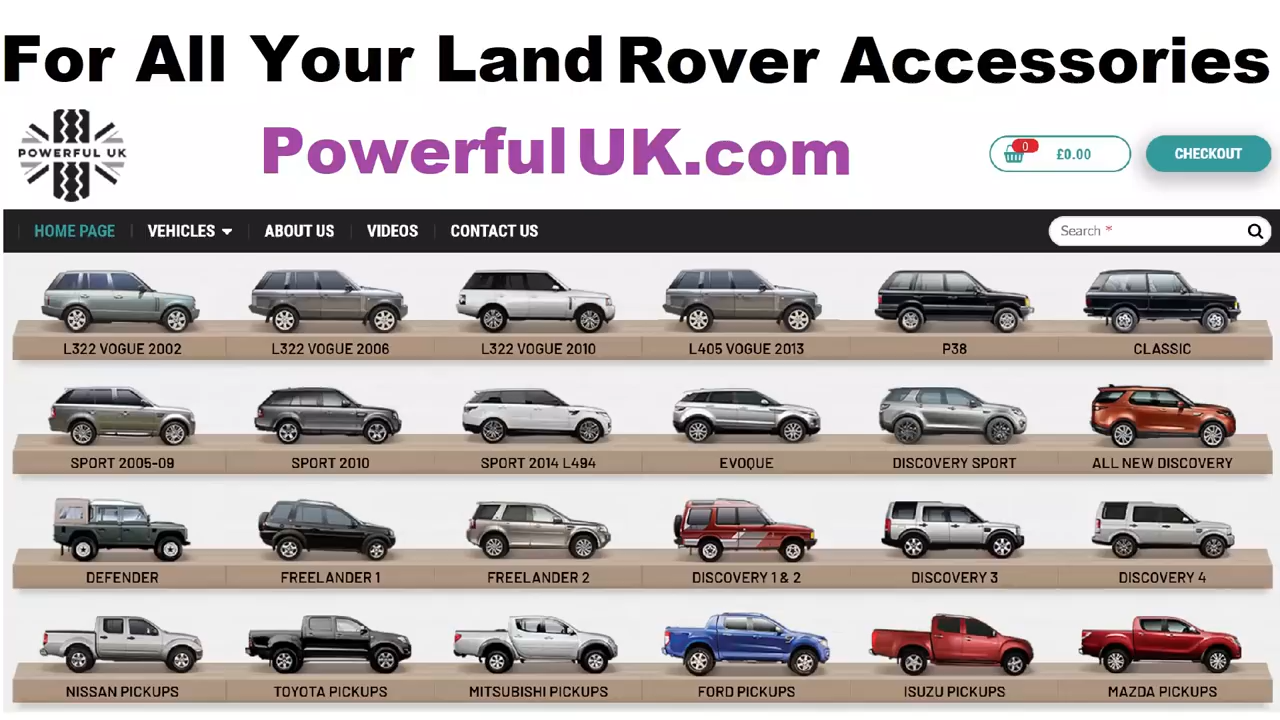 For All Your Land Rover Accessories
POWERFUL UK
PowerfulUK.com
0
£0.00
CHECKOUT
HOME PAGE
VEHICLES
ABOUT US
VIDEOS
CONTACT US
Search *
L322 VOGUE 2002
L322 VOGUE 2006
L322 VOGUE 2010
L405 VOGUE 2013
P38
CLASSIC
SPORT 2005-09
SPORT 2010
SPORT 2014 L494
EVOQUE
DISCOVERY SPORT
ALL NEW DISCOVERY
DEFENDER
FREELANDER 1
FREELANDER 2
DISCOVERY 1 & 2
DISCOVERY 3
DISCOVERY 4
NISSAN PICKUPS
TOYOTA PICKUPS
MITSUBISHI PICKUPS
FORD PICKUPS
ISUZU PICKUPS
MAZDA PICKUPS